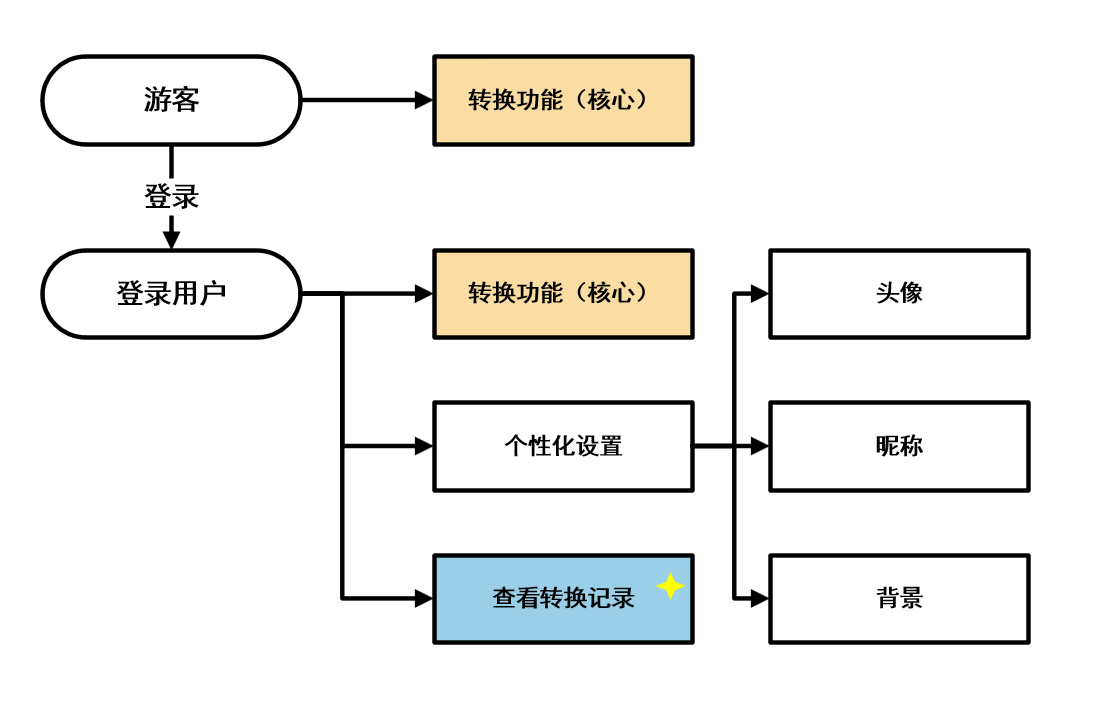 游客
转换功能（核心）
登录
登录用户
转换功能（核心）
头像
个性化设置
昵称
查看转换记录
背景